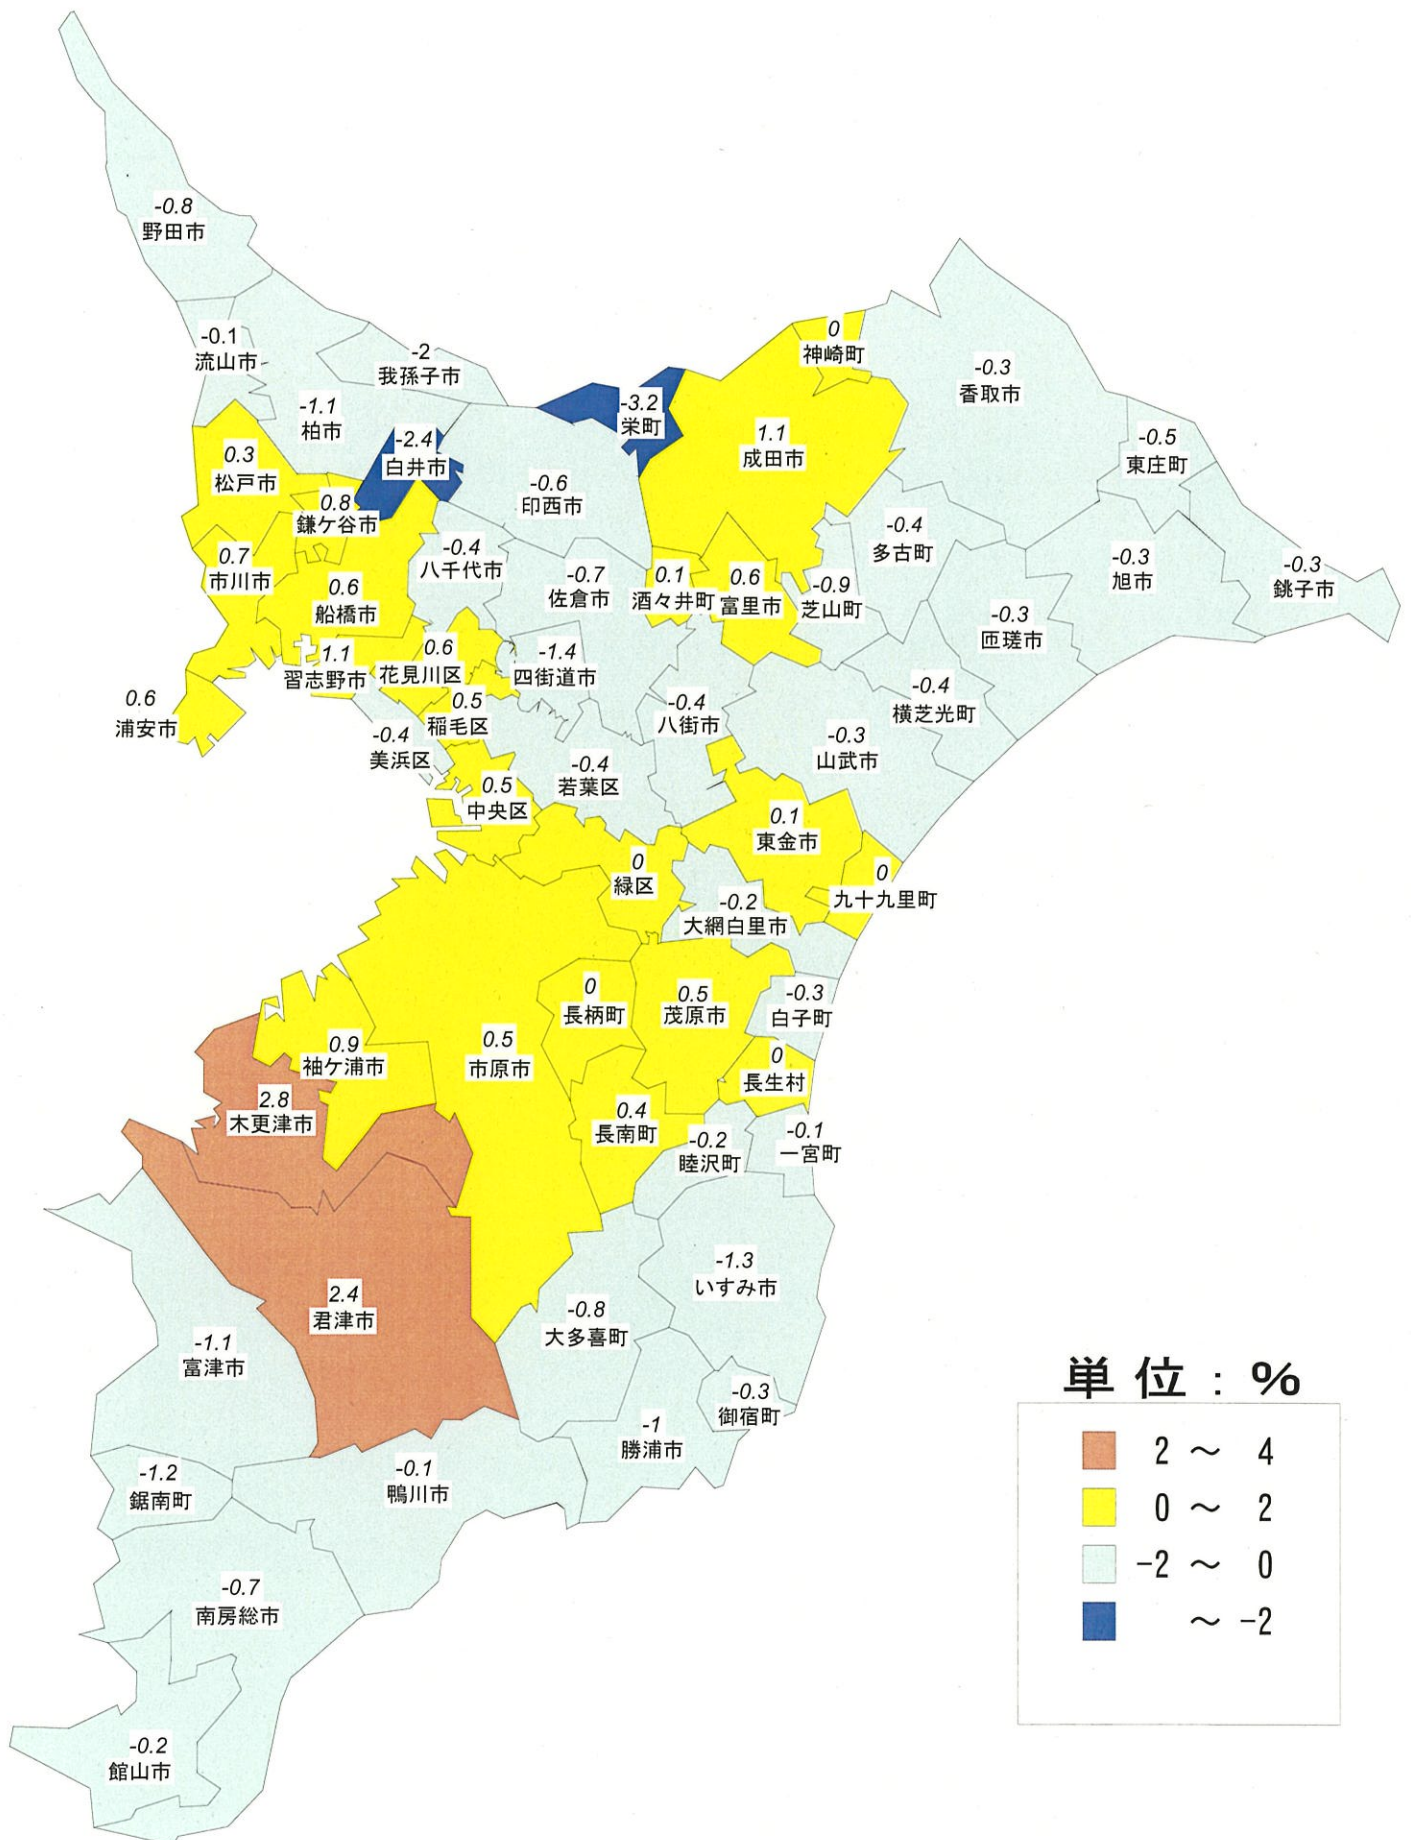 -0.8
野田市
-0.1
流山市
-2
我孫子市
-1.1
柏市
-2.4
白井市
-3.2
栄町
0
神崎町
-0.3
香取市
1.1
成田市
-0.5
東庄町
0.3
松戸市
0.8
鎌ケ谷市
-0.6
印西市
-0.4
多古町
0.7
市川市
0.6
船橋市
-0.4
八千代市
-0.7
佐倉市
0.1
酒々井町
0.6
富里市
-0.9
芝山町
-0.3
匝瑳市
-0.3
旭市
-0.3
銚子市
0.6
浦安市
1.1
習志野市
0.6
花見川区
-1.4
四街道市
0.5
稲毛区
-0.4
美浜区
-0.4
八街市
-0.4
横芝光町
-0.3
山武市
0.5
中央区
-0.4
若葉区
0.1
東金市
0
緑区
0
九十九里町
-0.2
大網白里市
0
長柄町
0.5
茂原市
-0.3
白子町
0.9
袖ケ浦市
0.5
市原市
0
長生村
2.8
木更津市
0.4
長南町
-0.2
睦沢町
-0.1
一宮町
-1.3
いすみ市
2.4
君津市
-0.8
大多喜町
-1.1
富津市
-0.3
御宿町
-1
勝浦市
-1.2
鋸南町
-0.1
鴨川市
-0.7
南房総市
-0.2
館山市
単位：%
2 ～ 4
0 ～ 2
-2 ～ 0
～ -2